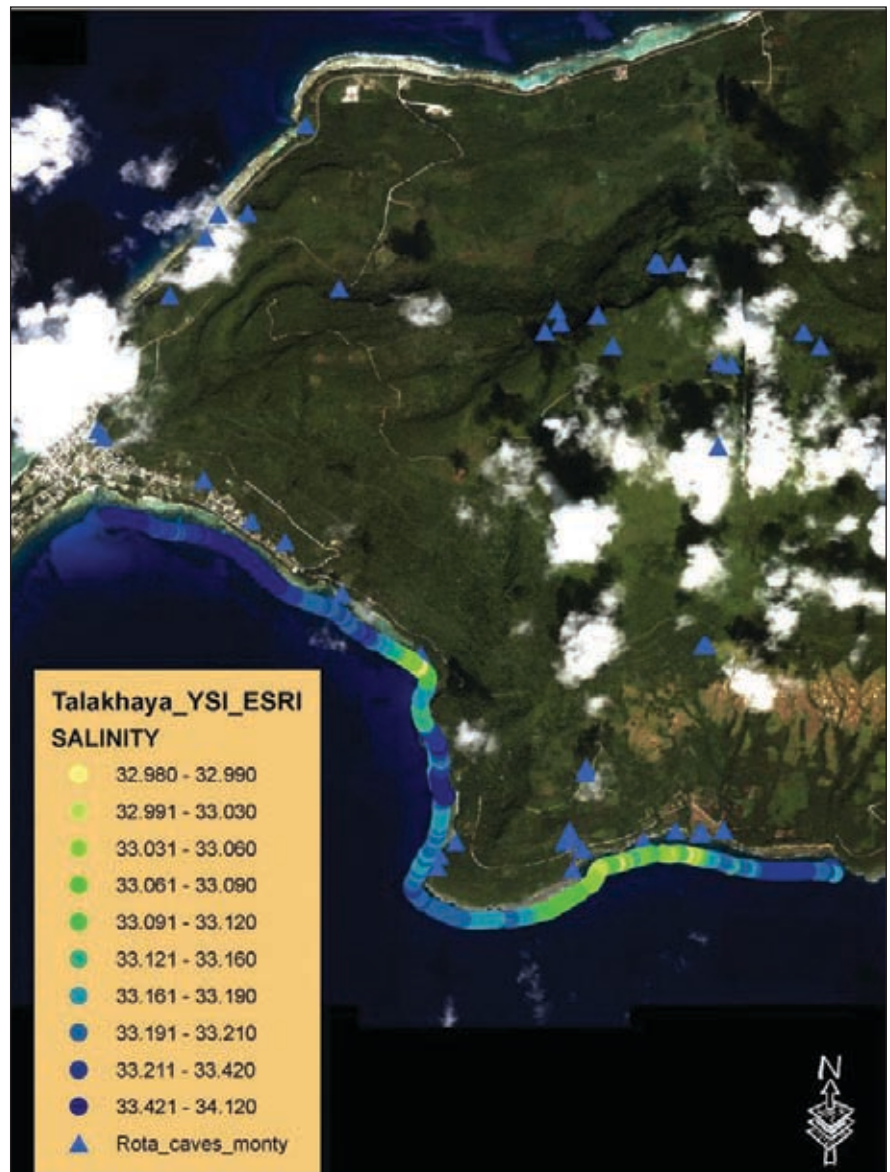 Talakhaya_YSI_ESRI
SALINITY
32.980 - 32.990
32.991 - 33.030
33.031 - 33.060
33.061 - 33.090
33.091 - 33.120
33.121 - 33.160
33.161 - 33.190
33.191 - 33.210
33.211 - 33.420
33.421 - 34.120
Rota_caves_monty
N